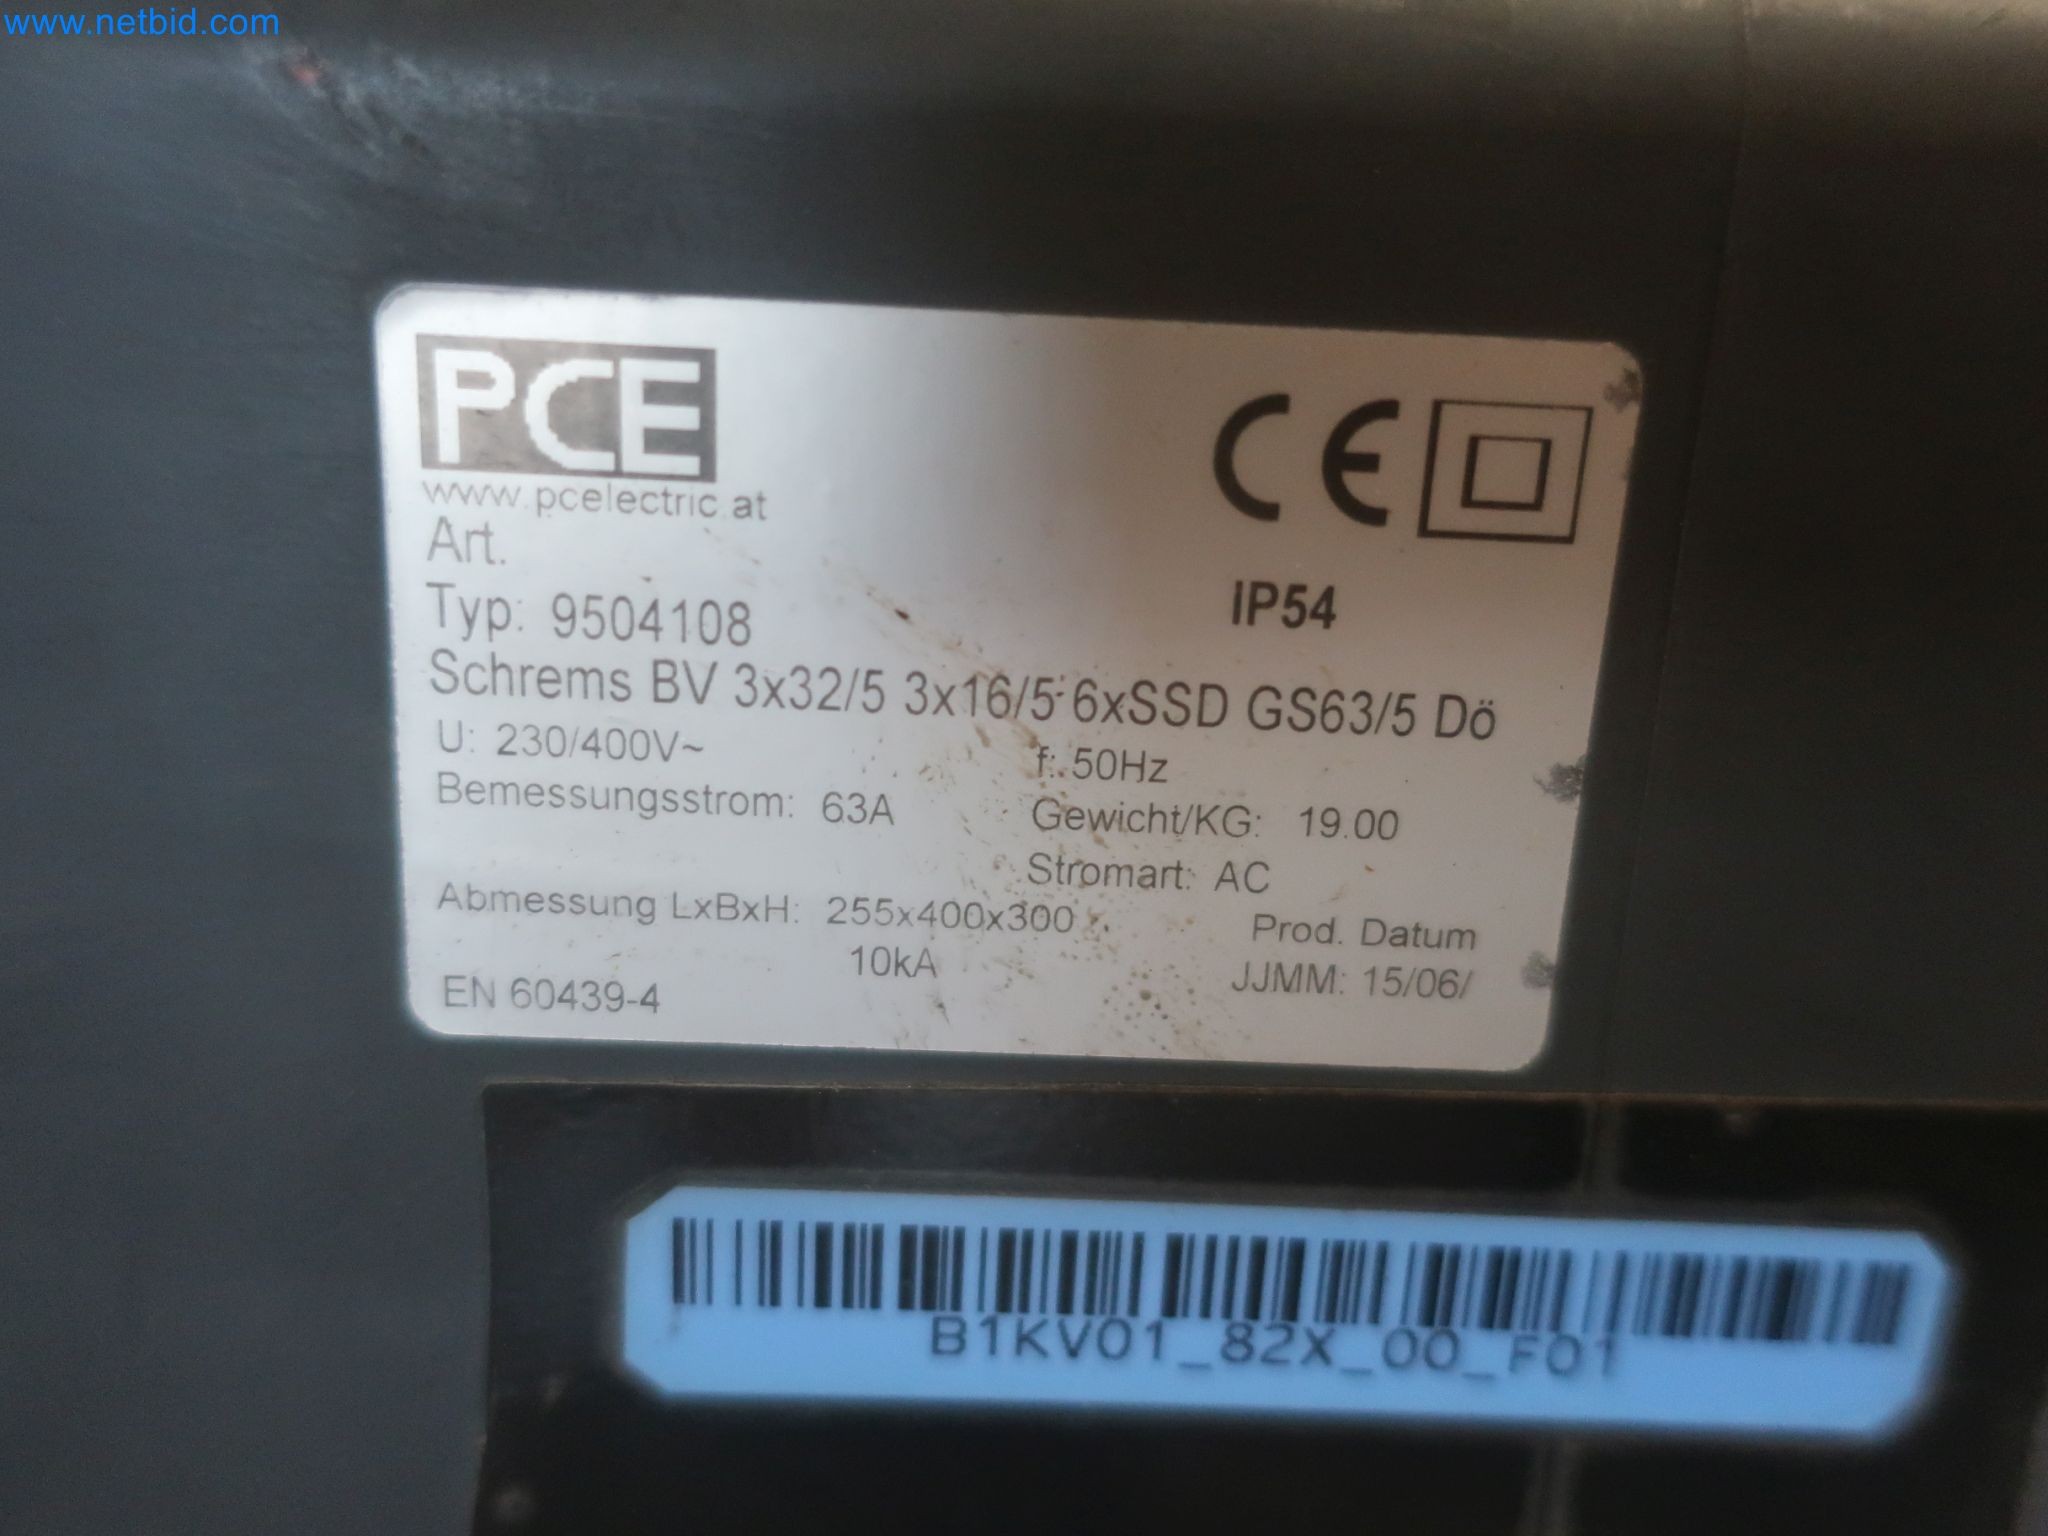 www.netbid.com
PCE
www.pcelectric.at
CE
Art.
Typ: 9504108
IP54
Schrems BV 3x32/5 3x16/5 6xSSD GS63/5 Dö
U: 230/400V~ f: 50Hz
Bemessungsstrom: 63A Gewicht/KG: 19.00
Stromart: AC
Abmessung LxBxH: 255x400x300 Prod. Datum
10kA
EN 60439-4 JJMM: 15/06/
B1KV01_82X_00_F01